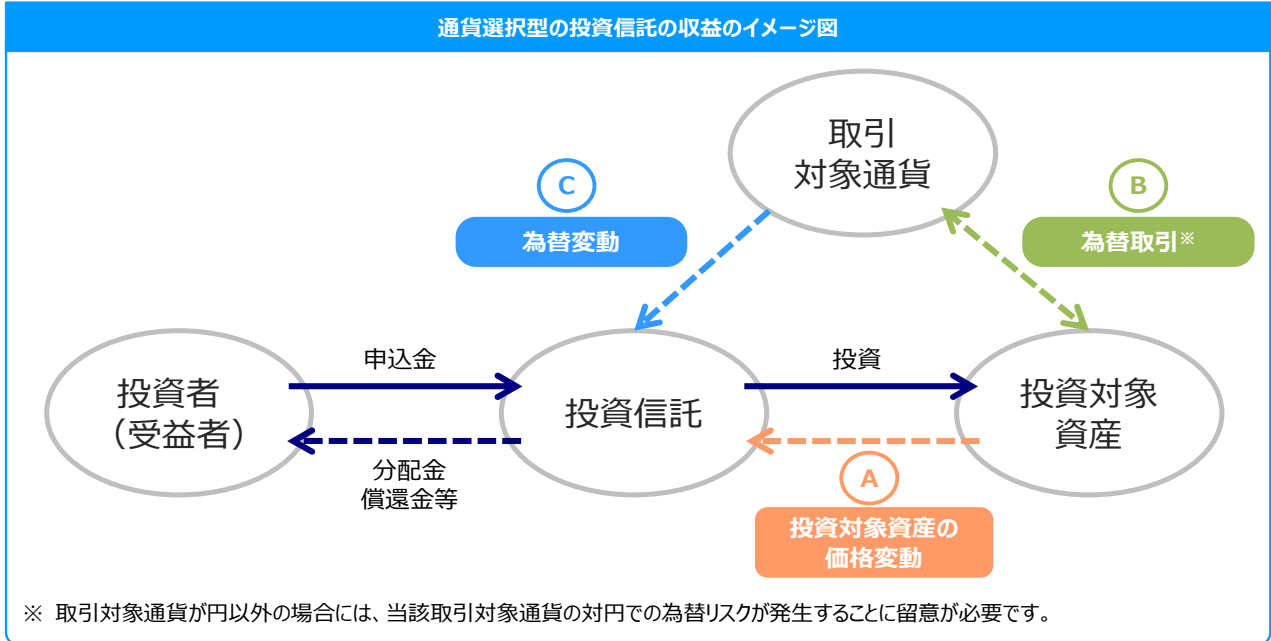 通貨選択型の投資信託の収益のイメージ図
取引
対象通貨
C
為替変動
B
為替取引※
投資者
（受益者）
申込金
分配金
償還金等
投資信託
投資
投資対象
資産
A
投資対象資産の
価格変動
※ 取引対象通貨が円以外の場合には、当該取引対象通貨の対円での為替リスクが発生することに留意が必要です。